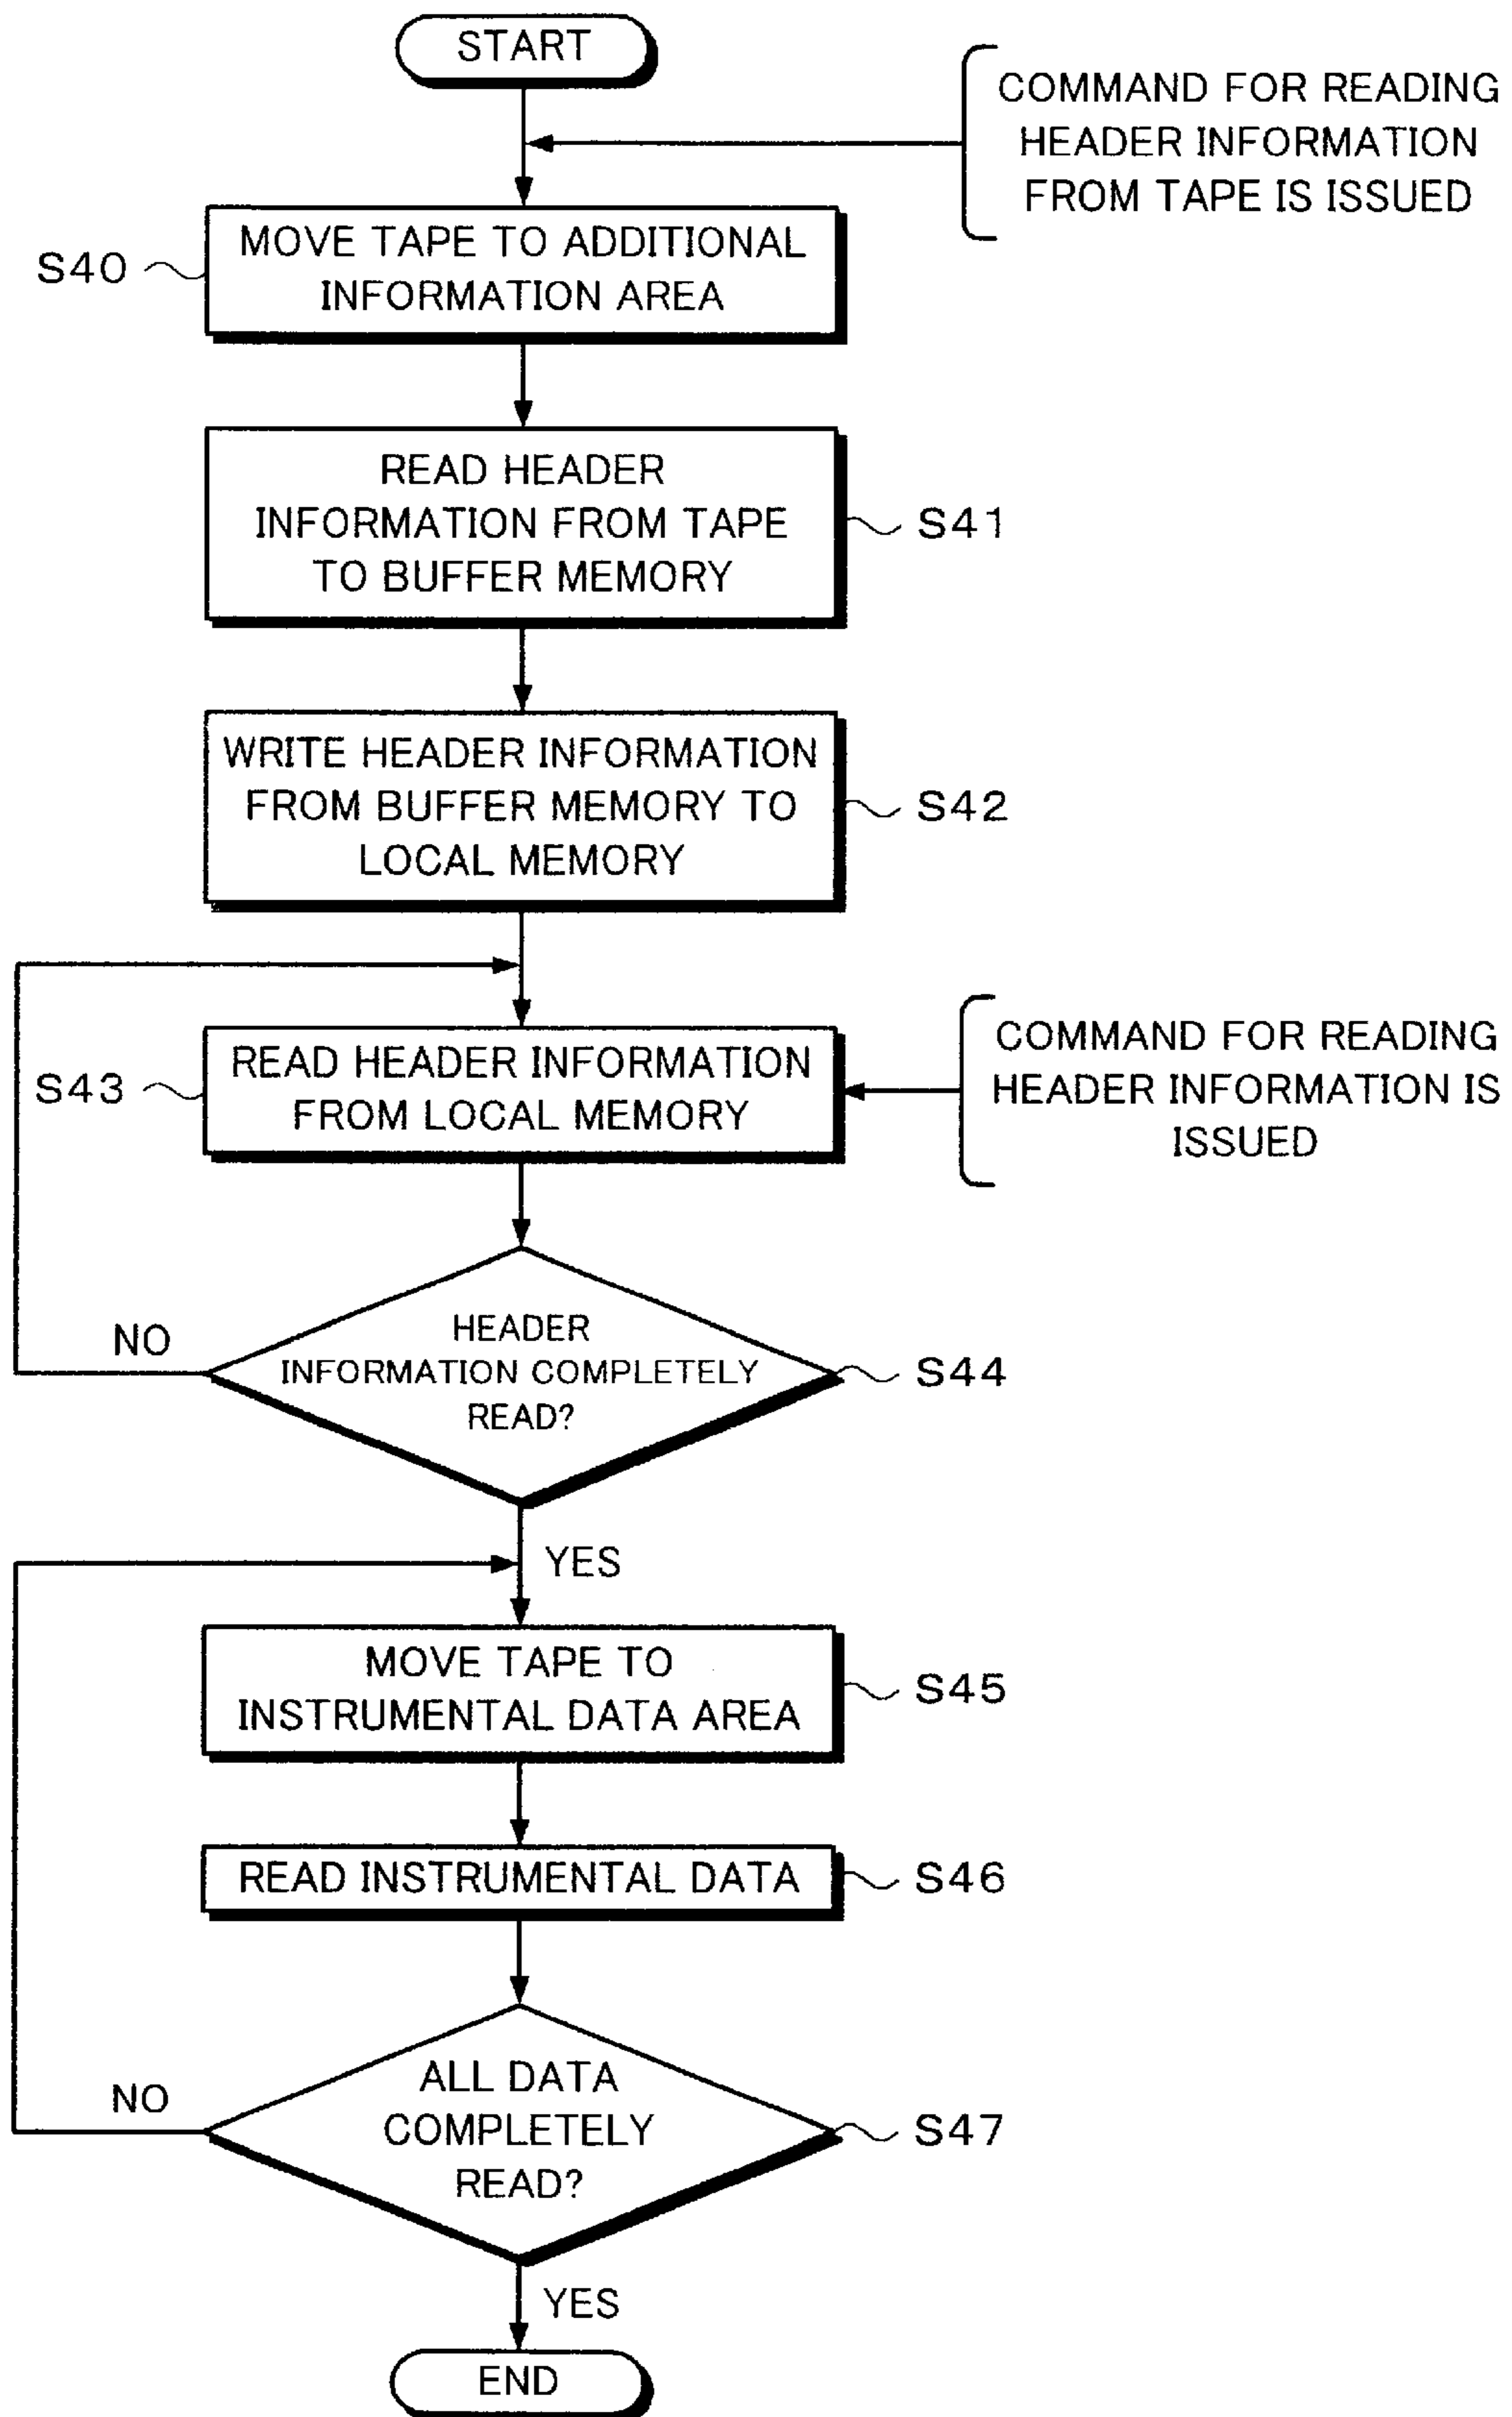 START
COMMAND FOR READING
HEADER INFORMATION
FROM TAPE IS ISSUED
S40
MOVE TAPE TO ADDITIONAL
INFORMATION AREA
READ HEADER
INFORMATION FROM TAPE
TO BUFFER MEMORY
S41
WRITE HEADER INFORMATION
FROM BUFFER MEMORY TO
LOCAL MEMORY
S42
S43
READ HEADER INFORMATION
FROM LOCAL MEMORY
COMMAND FOR READING
HEADER INFORMATION IS
ISSUED
NO
HEADER
INFORMATION COMPLETELY
READ?
S44
YES
MOVE TAPE TO
INSTRUMENTAL DATA AREA
S45
READ INSTRUMENTAL DATA
S46
NO
ALL DATA
COMPLETELY
READ?
S47
YES
END